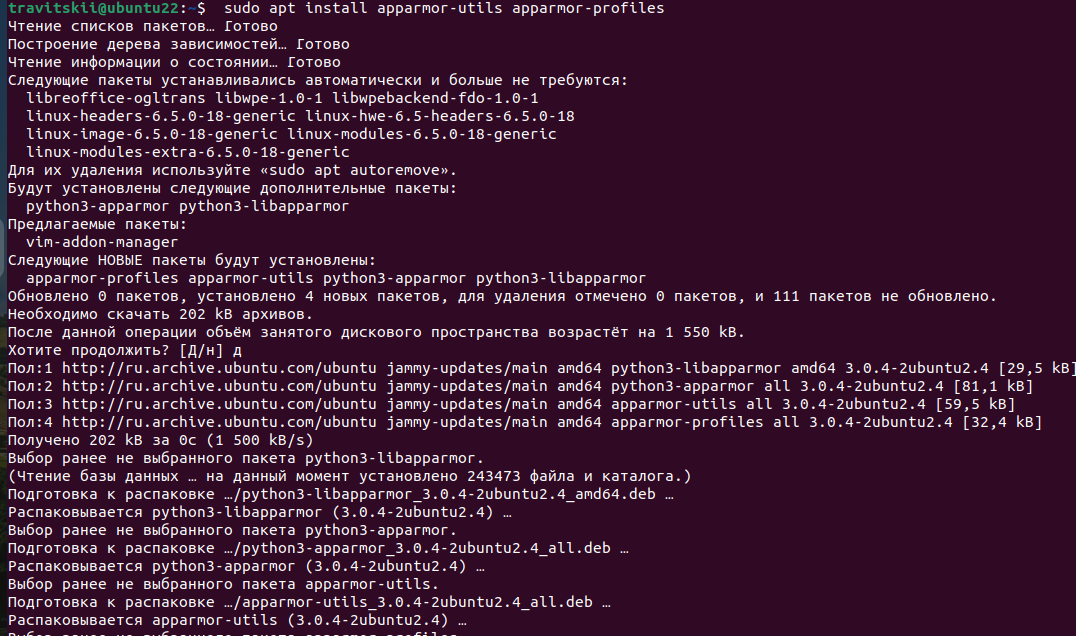 travitskii@ubuntu22:~$ sudo apt install apparmor-utils apparmor-profiles
Чтение списков пакетов… Готово
Построение дерева зависимостей… Готово
Чтение информации о состоянии… Готово
Следующие пакеты устанавливались автоматически и больше не требуются:
libreoffice-ogltrans libwpe-1.0-1 libwpebackend-fdo-1.0-1
linux-headers-6.5.0-18-generic linux-hwe-6.5-headers-6.5.0-18
linux-image-6.5.0-18-generic linux-modules-6.5.0-18-generic
linux-modules-extra-6.5.0-18-generic
Для их удаления используйте «sudo apt autoremove».
Будут установлены следующие дополнительные пакеты:
python3-apparmor python3-libapparmor
Предлагаемые пакеты:
vim-addon-manager
Следующие НОВЫЕ пакеты будут установлены:
apparmor-profiles apparmor-utils python3-apparmor python3-libapparmor
Обновлено 0 пакетов, установлено 4 новых пакетов, для удаления отмечено 0 пакетов, и 111 пакетов не обновлено.
Необходимо скачать 202 kB архивов.
После данной операции объём занятого дискового пространства возрастёт на 1 550 kB.
Хотите продолжить? [Д/н] д
Пол:1 http://ru.archive.ubuntu.com/ubuntu jammy-updates/main amd64 python3-libapparmor amd64 3.0.4-2ubuntu2.4 [29,5 kB]
Пол:2 http://ru.archive.ubuntu.com/ubuntu jammy-updates/main amd64 python3-apparmor all 3.0.4-2ubuntu2.4 [81,1 kB]
Пол:3 http://ru.archive.ubuntu.com/ubuntu jammy-updates/main amd64 apparmor-utils all 3.0.4-2ubuntu2.4 [59,5 kB]
Пол:4 http://ru.archive.ubuntu.com/ubuntu jammy-updates/main amd64 apparmor-profiles all 3.0.4-2ubuntu2.4 [32,4 kB]
Получено 202 kB за 0с (1 500 kB/s)
Выбор ранее не выбранного пакета python3-libapparmor.
(Чтение базы данных … на данный момент установлено 243473 файла и каталога.)
Подготовка к распаковке …/python3-libapparmor_3.0.4-2ubuntu2.4_amd64.deb …
Распаковывается python3-libapparmor (3.0.4-2ubuntu2.4) …
Выбор ранее не выбранного пакета python3-apparmor.
Подготовка к распаковке …/python3-apparmor_3.0.4-2ubuntu2.4_all.deb …
Распаковывается python3-apparmor (3.0.4-2ubuntu2.4) …
Выбор ранее не выбранного пакета apparmor-utils.
Подготовка к распаковке …/apparmor-utils_3.0.4-2ubuntu2.4_all.deb …
Распаковывается apparmor-utils (3.0.4-2ubuntu2.4) …
Выбор ранее не выбранного пакета apparmor-profiles.